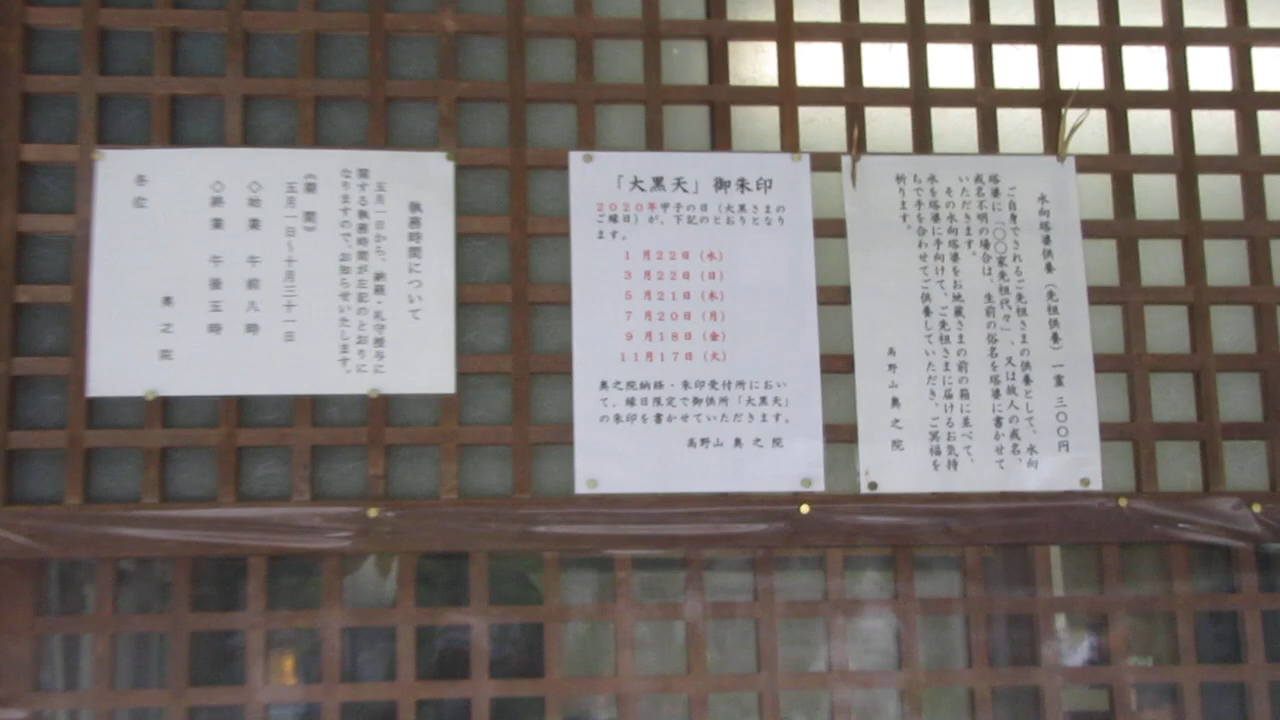 執務時間について
五月一日から、納経・札守授与に
関する執務時間が左記のとおりに
なりますので、お知らせいたします。
《期間》
五月一日~十月三十一日
◇始業 午前八時
◇終業 午後五時
奥之院
各位
「大黒天」御朱印
2020年甲子の日(大黒さまの
ご縁日)が、下記のとおりとなり
ます。
1月22日(水)
3月22日(日)
5月21日(木)
7月20日(月)
9月18日(金)
11月17日(火)
奥之院納経・朱印受付所におい
て、縁日限定で御供所「大黒天」
の朱印を書かせていただきます。
高野山奥之院
水向塔婆供養(先祖供養) 一霊 三〇〇円
ご自身でされるご先祖さまの供養として、水向
塔婆に「〇〇家先祖代々」、又は故人の戒名、
戒名不明の場合は、生前の俗名を塔婆に書かせて
いただきます。
その水向塔婆をお地蔵さまの前の箱に並べて、
水を塔婆に手向けて、ご先祖さまに届けるお気持
ちで手を合わせてご供養していただき、ご冥福を
祈ります。
高野山奥之院